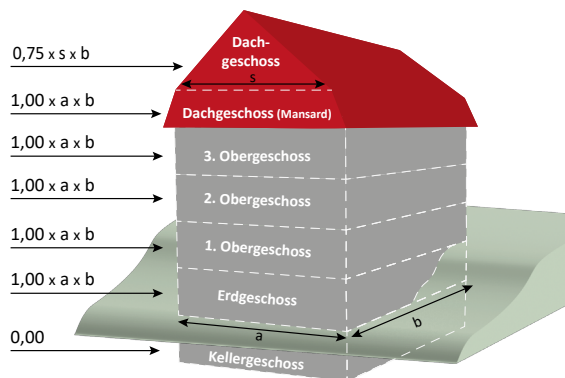 Dach-
geschoss
0,75 x s x b
s
1,00 x a x b
Dachgeschoss (Mansard)
1,00 x a x b
3. Obergeschoss
1,00 x a x b
2. Obergeschoss
1,00 x a x b
1. Obergeschoss
1,00 x a x b
Erdgeschoss
a
b
0,00
Kellergeschoss